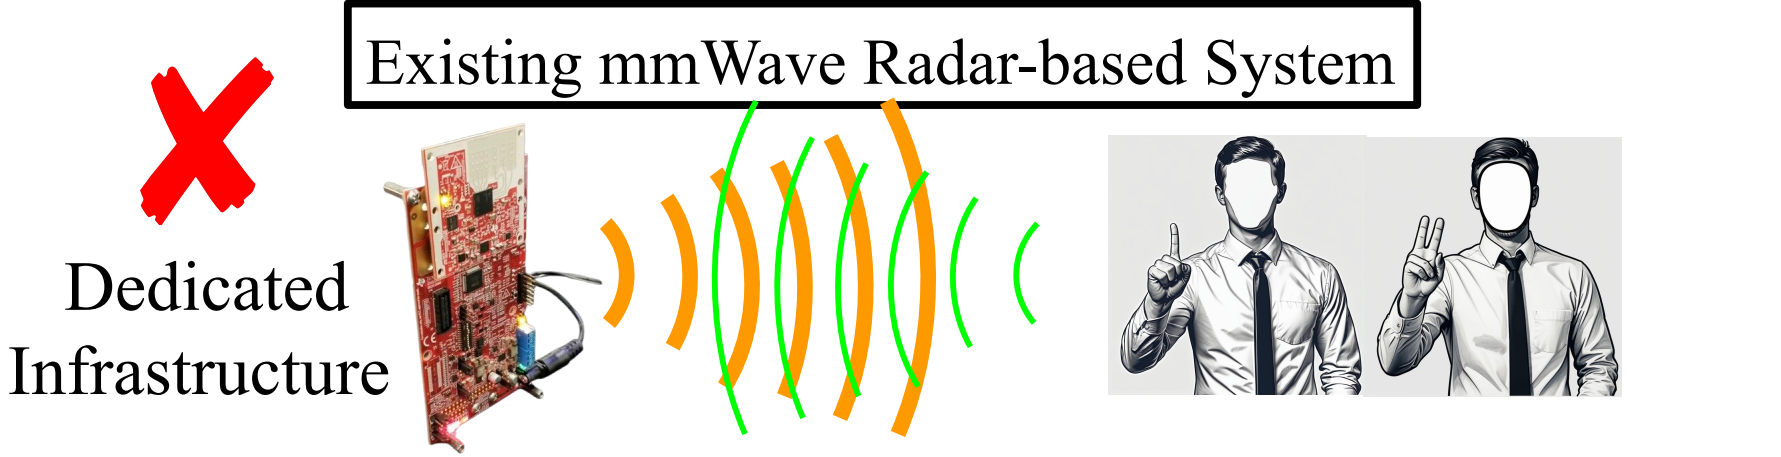 Existing mmWave Radar-based System
Dedicated
Infrastructure